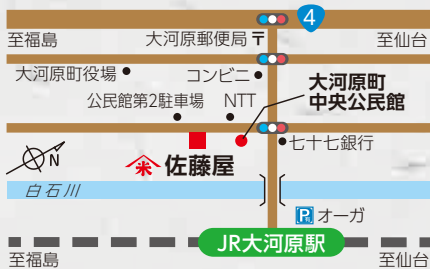 4
至福島
大河原郵便局 〒
至仙台
大河原町役場
コンビニ
大河原町
中央公民館
公民館第2駐車場
NTT
七十七銀行
N
米 佐藤屋
白石川
P オーガ
JR大河原駅
至福島
至仙台